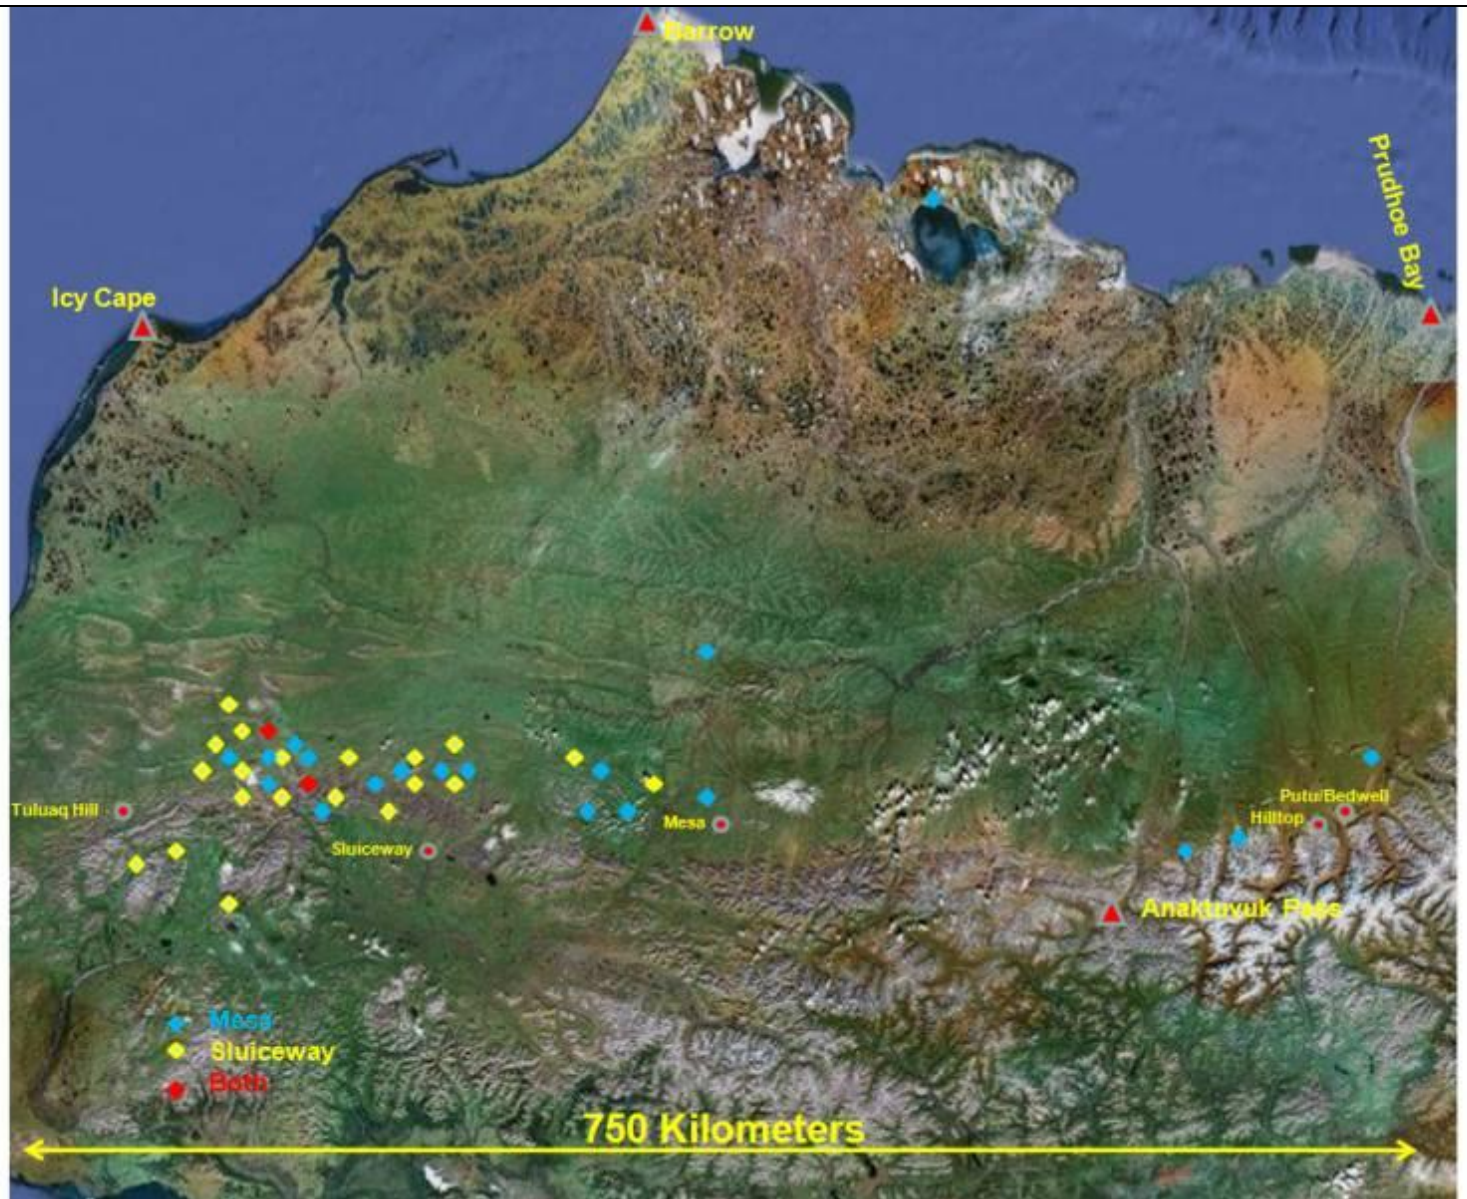 Barrow
Prudhoe Bay
Icy Cape
Tuluaq Hill
Sluiceway
Mesa
Putu/Bedwell
Hilltop
Anaktuvuk Pass
Mesa
Sluiceway
Both
750 Kilometers